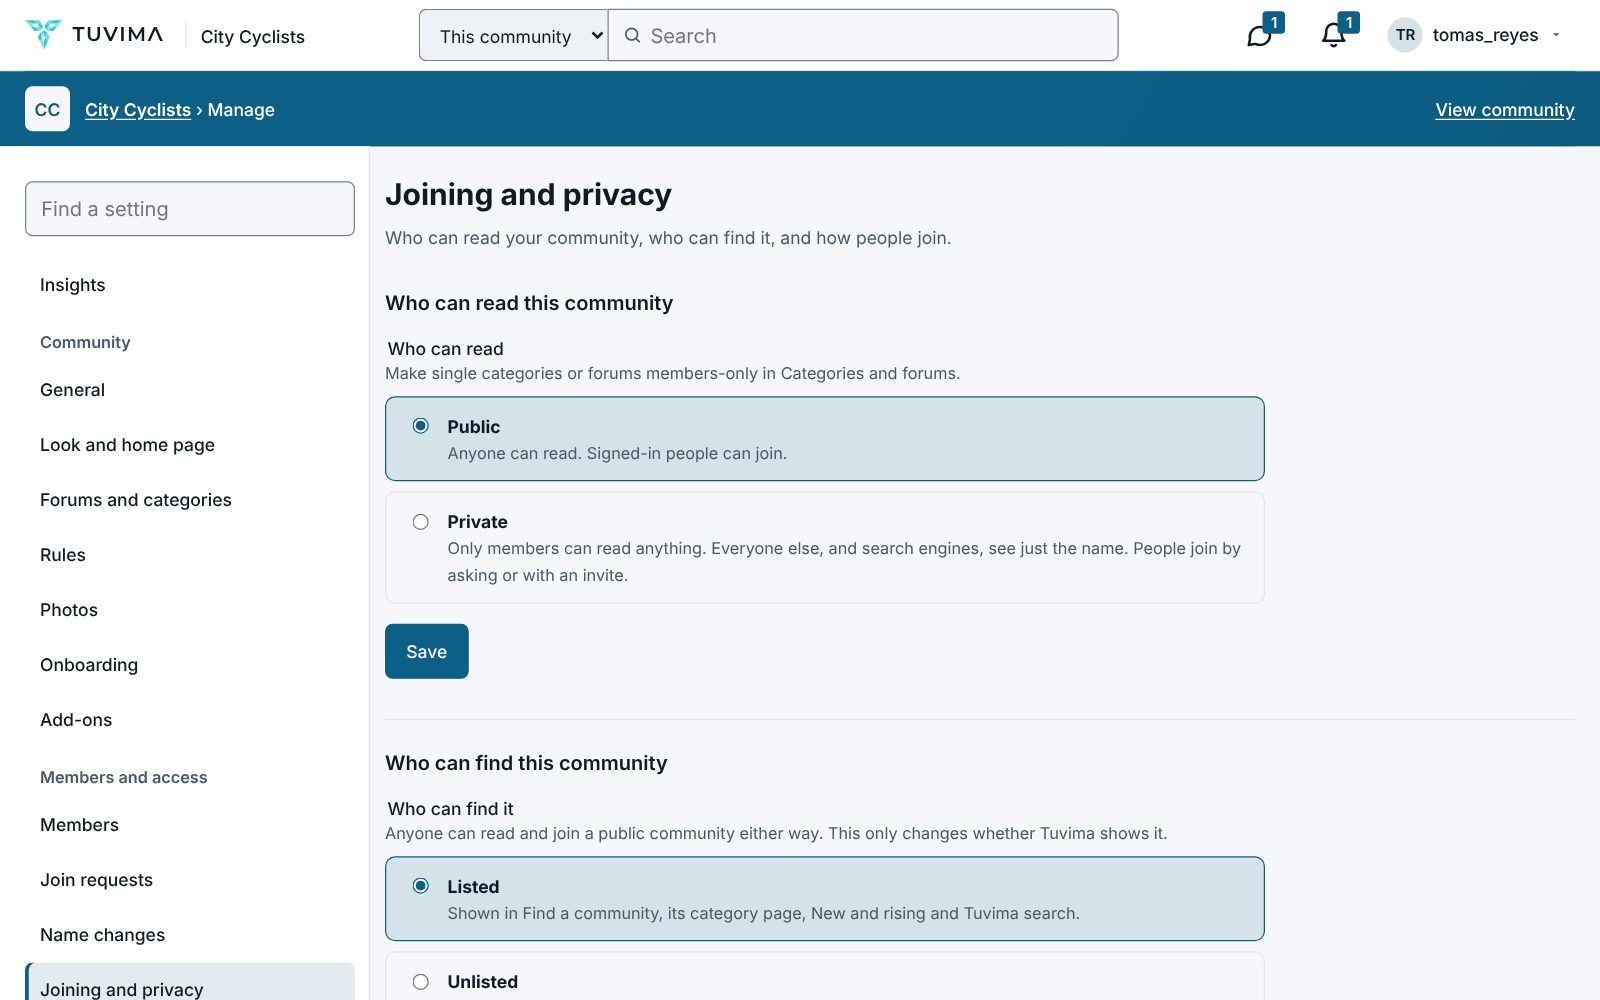 TUVIMA
City Cyclists
This community
Search
1
1
TR
tomas_reyes
CC
City Cyclists › Manage
View community
Find a setting
Insights
Community
General
Look and home page
Forums and categories
Rules
Photos
Onboarding
Add-ons
Members and access
Members
Join requests
Name changes
Joining and privacy
Joining and privacy
Who can read your community, who can find it, and how people join.
Who can read this community
Who can read
Make single categories or forums members-only in Categories and forums.
Public
Anyone can read. Signed-in people can join.
Private
Only members can read anything. Everyone else, and search engines, see just the name. People join by
asking or with an invite.
Save
Who can find this community
Who can find it
Anyone can read and join a public community either way. This only changes whether Tuvima shows it.
Listed
Shown in Find a community, its category page, New and rising and Tuvima search.
Unlisted